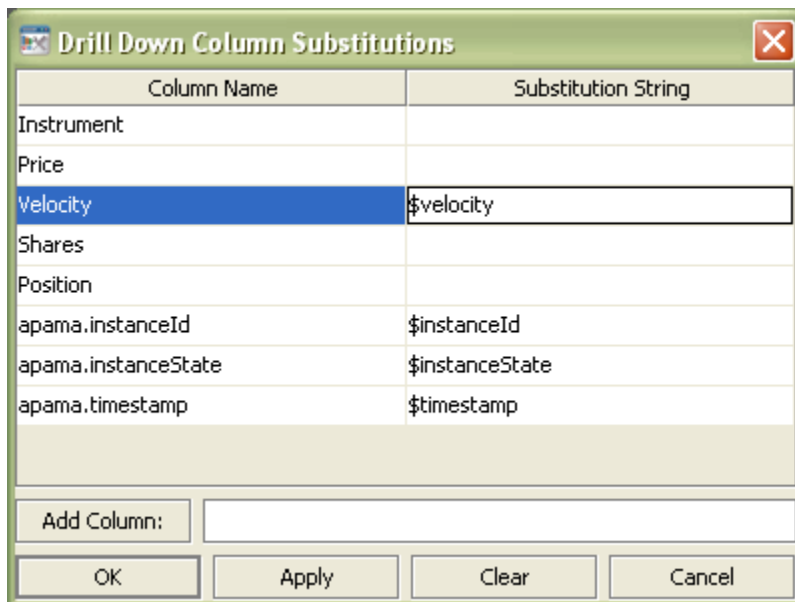 Drill Down Column Substitutions
Column Name Substitution String
Instrument
Price
Velocity $velocity
Shares
Position
apama.instanceId $instanceId
apama.instanceState $instanceState
apama.timestamp $timestamp
Add Column:
OK Apply Clear Cancel